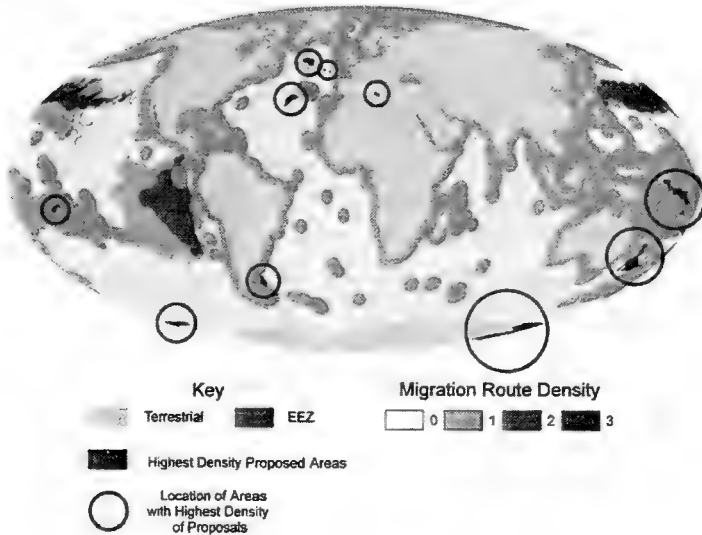 Key
Terrestrial
EEZ
Highest Density Proposed Areas
Location of Areas
with Highest Density
of Proposals
Migration Route Density
0
1
2
3